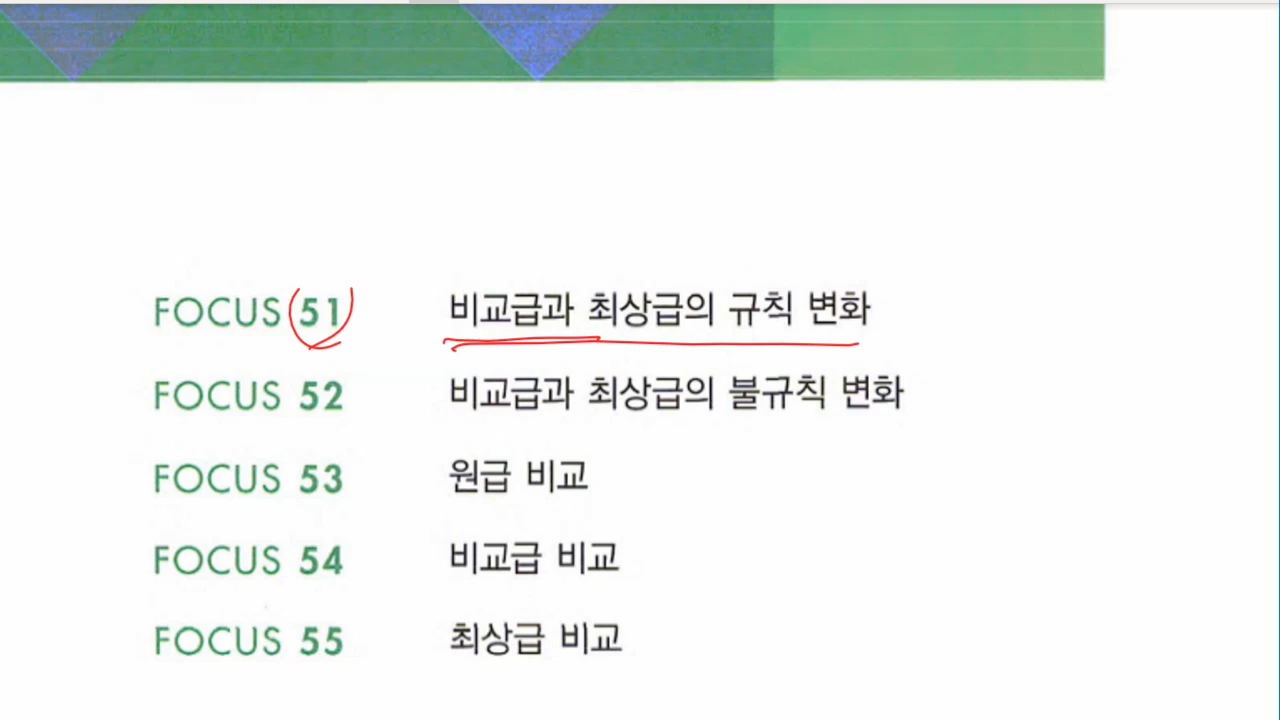 FOCUS 51 비교급과 최상급의 규칙 변화
FOCUS 52 비교급과 최상급의 불규칙 변화
FOCUS 53 원급 비교
FOCUS 54 비교급 비교
FOCUS 55 최상급 비교